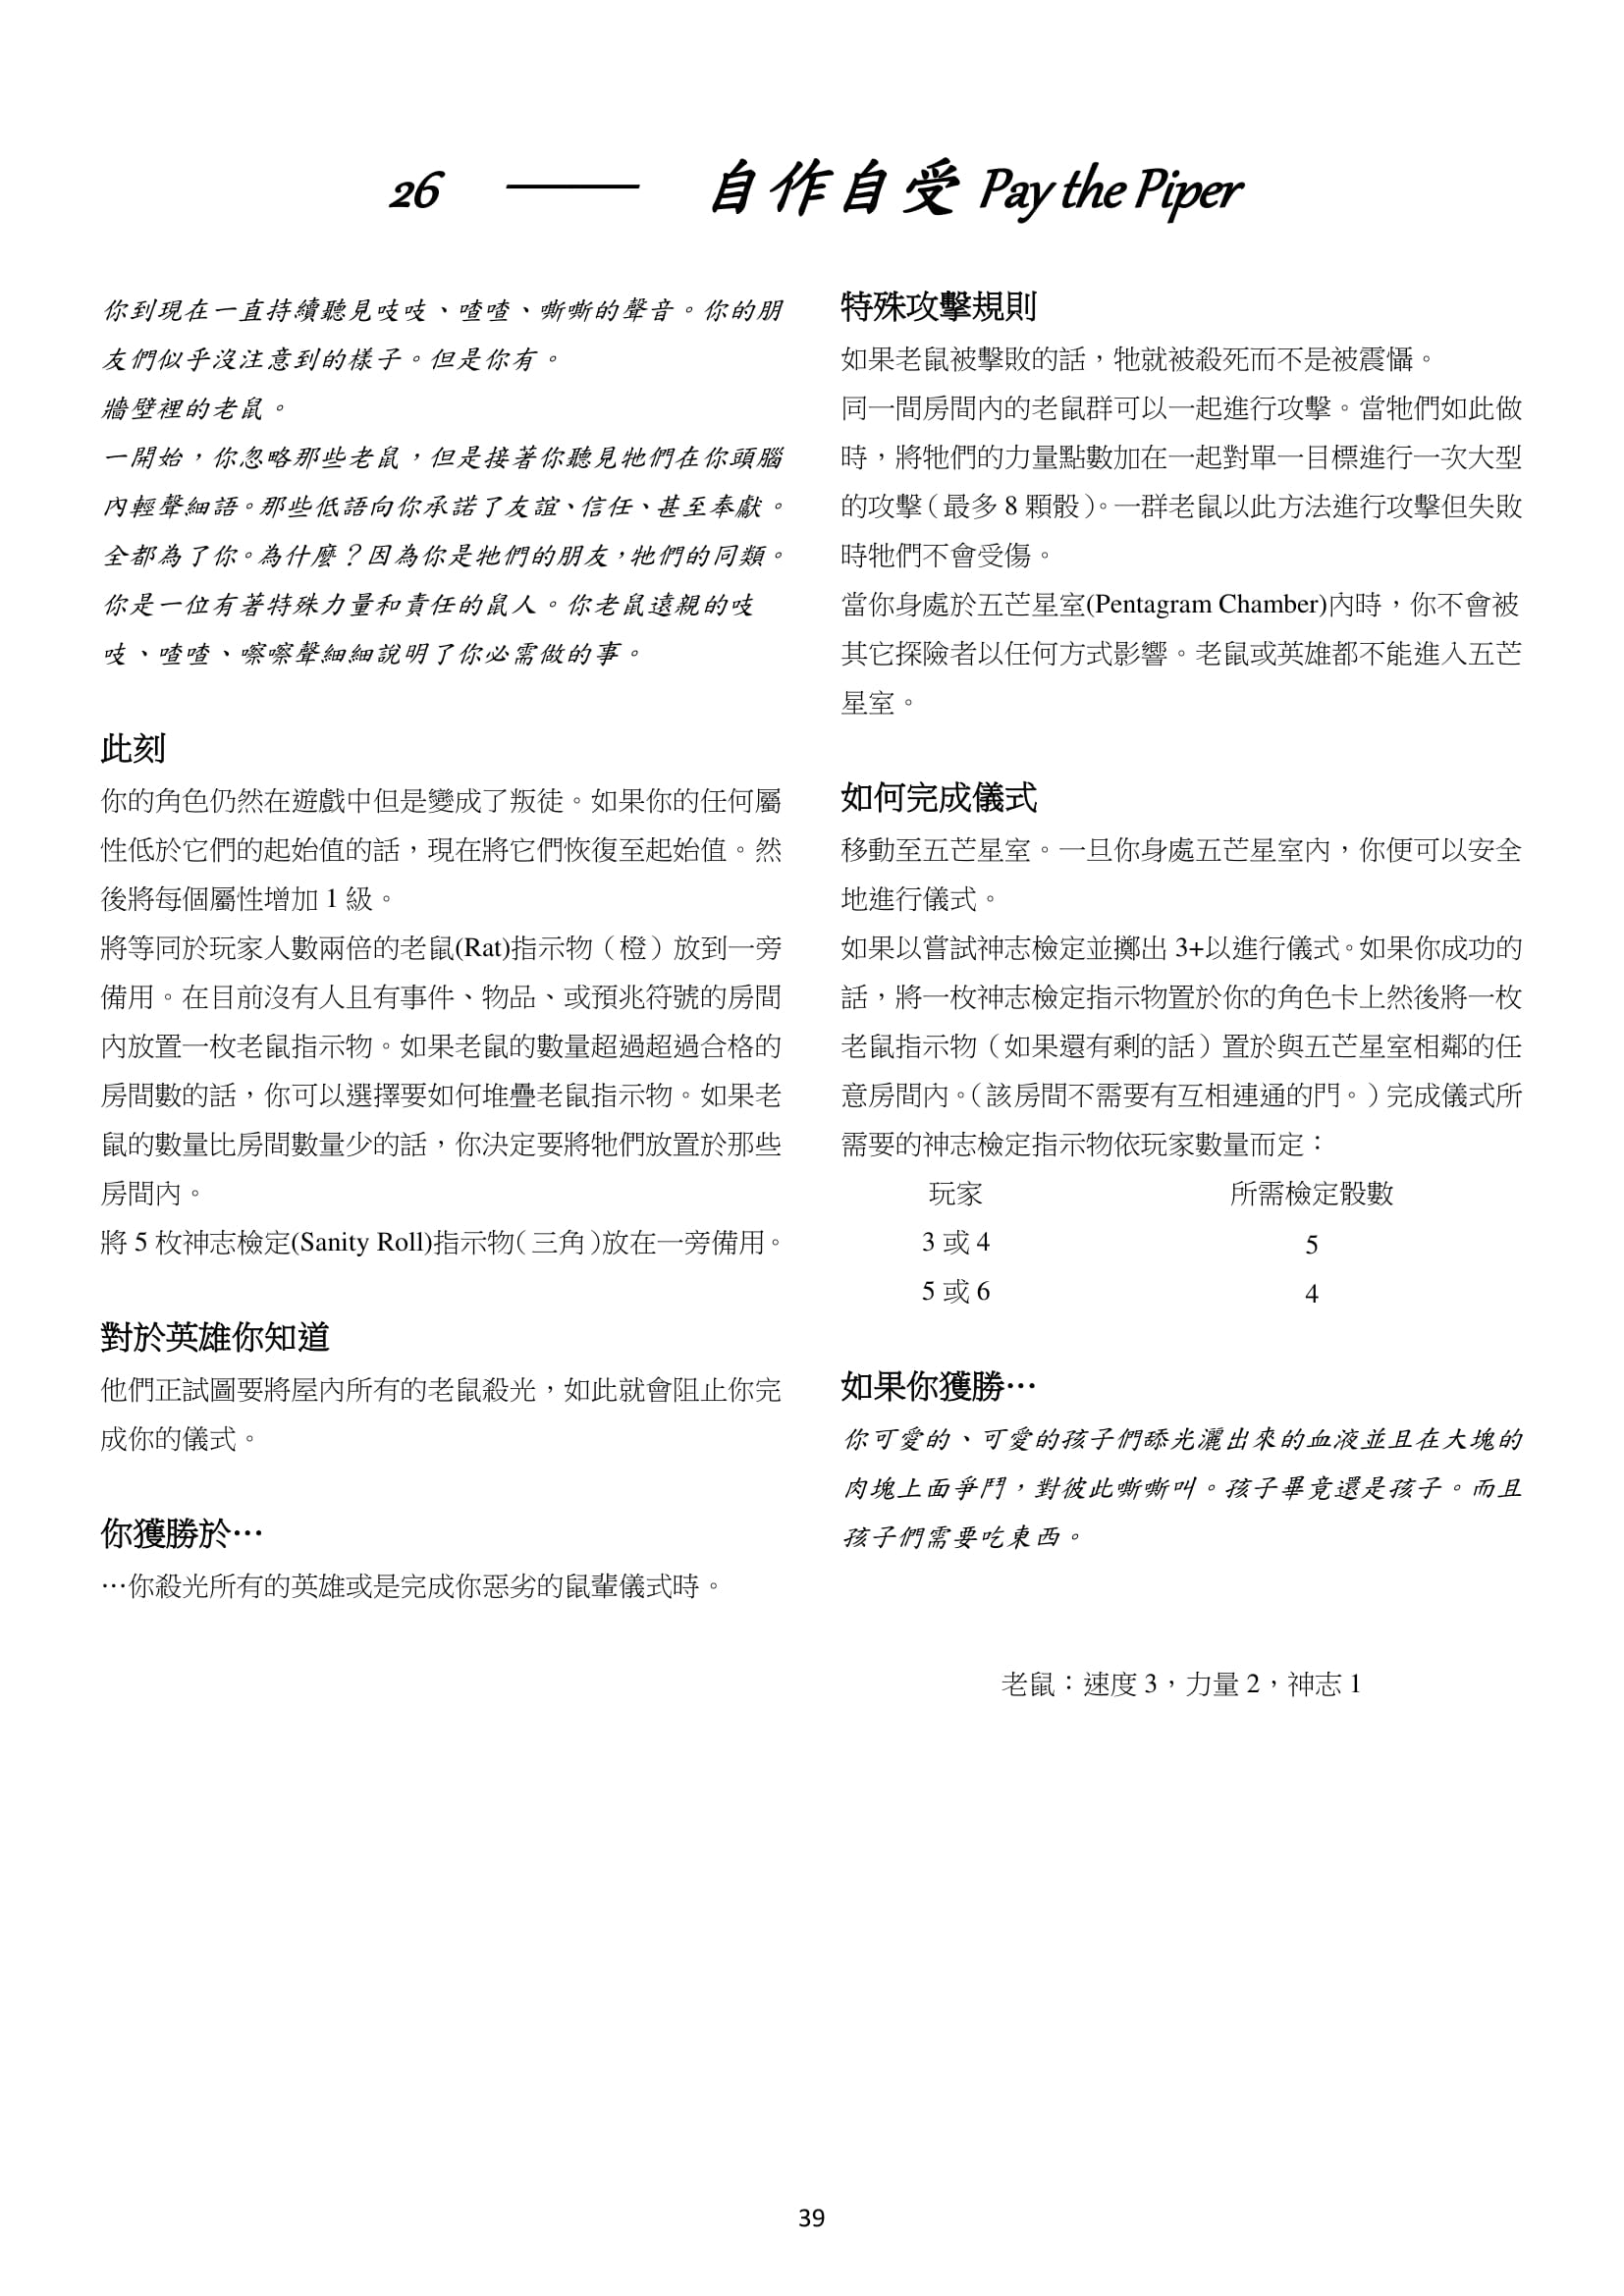 26 —— 自作自受 Pay the Piper
你到現在一直持續聽見吱吱、喳喳、嘶嘶的聲音。你的朋
友們似乎沒注意到的樣子。但是你有。
牆壁裡的老鼠。
一開始，你忽略那些老鼠，但是接著你聽見牠們在你頭腦
內輕聲細語。那些低語向你承諾了友誼、信任、甚至奉獻。
全都為了你。為什麼？因為你是牠們的朋友，牠們的同類。
你是一位有著特殊力量和責任的鼠人。你老鼠遠親的吱
吱、喳喳、嚓嚓聲細細說明了你必需做的事。
此刻
你的角色仍然在遊戲中但是變成了叛徒。如果你的任何屬
性低於它們的起始值的話，現在將它們恢復至起始值。然
後將每個屬性增加 1 級。
將等同於玩家人數兩倍的老鼠(Rat)指示物（橙）放到一旁
備用。在目前沒有人且有事件、物品、或預兆符號的房間
內放置一枚老鼠指示物。如果老鼠的數量超過超過合格的
房間數的話，你可以選擇要如何堆疊老鼠指示物。如果老
鼠的數量比房間數量少的話，你決定要將牠們放置於那些
房間內。
將 5 枚神志檢定(Sanity Roll)指示物（三角）放在一旁備用。
對於英雄你知道
他們正試圖要將屋內所有的老鼠殺光，如此就會阻止你完
成你的儀式。
你獲勝於…
…你殺光所有的英雄或是完成你惡劣的鼠輩儀式時。
特殊攻擊規則
如果老鼠被擊敗的話，牠就被殺死而不是被震懾。
同一間房間內的老鼠群可以一起進行攻擊。當牠們如此做
時，將牠們的力量點數加在一起對單一目標進行一次大型
的攻擊（最多 8 顆骰）。一群老鼠以此方法進行攻擊但失敗
時牠們不會受傷。
當你身處於五芒星室(Pentagram Chamber)內時，你不會被
其它探險者以任何方式影響。老鼠或英雄都不能進入五芒
星室。
如何完成儀式
移動至五芒星室。一旦你身處五芒星室內，你便可以安全
地進行儀式。
如果以嘗試神志檢定並擲出 3+以進行儀式。如果你成功的
話，將一枚神志檢定指示物置於你的角色卡上然後將一枚
老鼠指示物（如果還有剩的話）置於與五芒星室相鄰的任
意房間內。（該房間不需要有互相連通的門。）完成儀式所
需要的神志檢定指示物依玩家數量而定：
玩家 所需檢定骰數
3 或 4 5
5 或 6 4
如果你獲勝…
你可愛的、可愛的孩子們舔光灑出來的血液並且在大塊的
肉塊上面爭鬥，對彼此嘶嘶叫。孩子畢竟還是孩子。而且
孩子們需要吃東西。
老鼠：速度 3，力量 2，神志 1
39